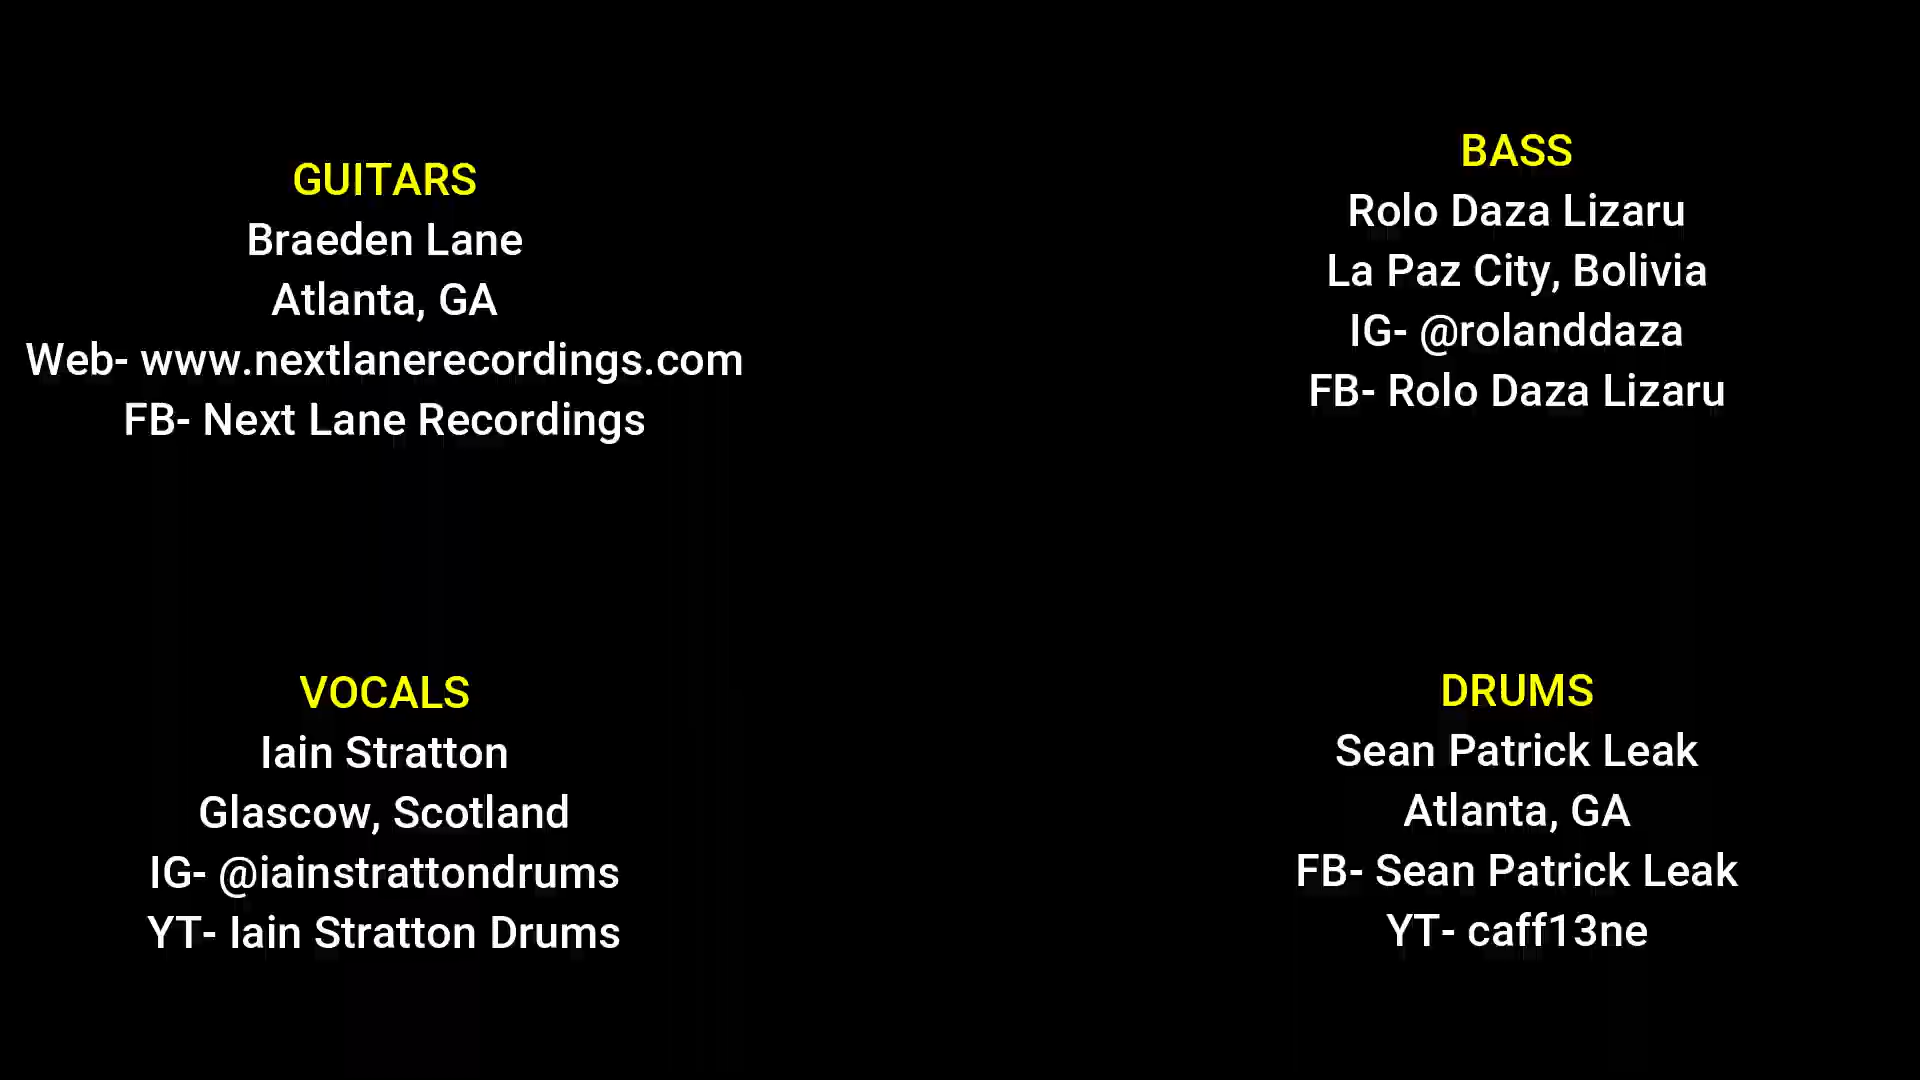 GUITARS
Braeden Lane
Atlanta, GA
Web- www.nextlanerecordings.com
FB- Next Lane Recordings
BASS
Rolo Daza Lizaru
La Paz City, Bolivia
IG- @rolanddaza
FB- Rolo Daza Lizaru
VOCALS
Iain Stratton
Glascow, Scotland
IG- @iainstrattondrums
YT- Iain Stratton Drums
DRUMS
Sean Patrick Leak
Atlanta, GA
FB- Sean Patrick Leak
YT- caff13ne